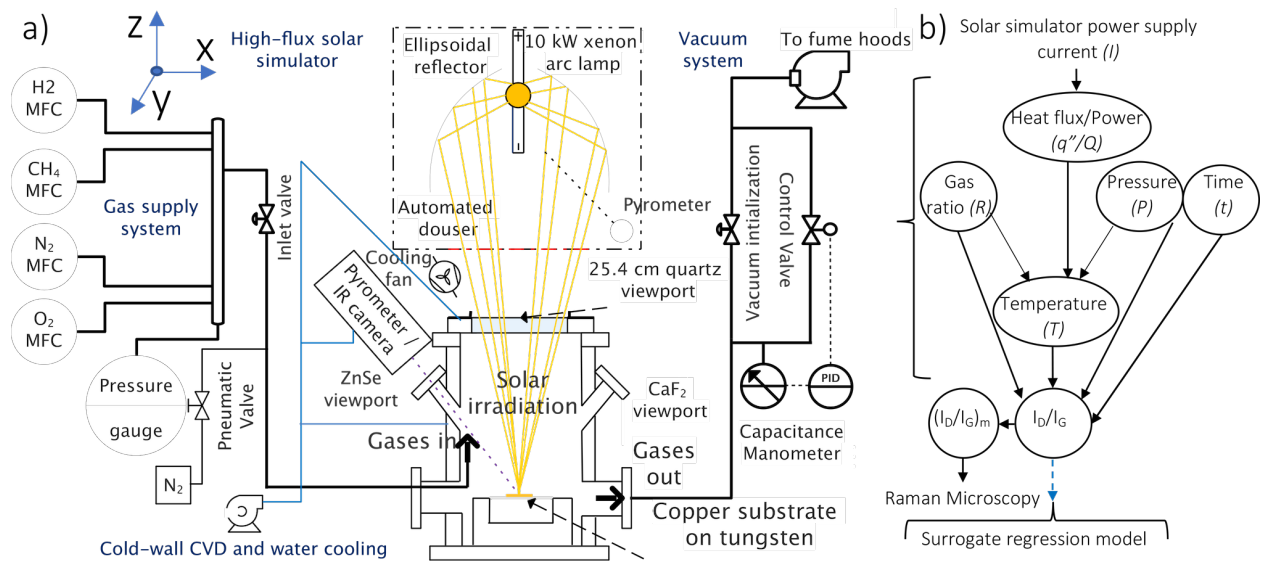 a)
Z
X
y
High-flux solar
simulator
Ellipsoidal
reflector
10 kW xenon
arc lamp
+
-
Vacuum
system
To fume hoods
H2
MFC
CH4
MFC
N2
MFC
O2
MFC
Gas supply
system
Inlet valve
Automated
douser
Pyrometer
Cooling
fan
Pyrometer /
IR camera
25.4 cm quartz
viewport
Vacuum intialization
Control Valve
Pressure
gauge
Pneumatic
Valve
N2
ZnSe
viewport
Solar
irradiation
CaF2
viewport
Gases in
Gases
out
PID
Capacitance
Manometer
Copper substrate
on tungsten
Cold-wall CVD and water cooling
b)
Solar simulator power supply
current (I)
Heat flux/Power
(q"/Q)
Gas
ratio (R)
Pressure
(P)
Time
(t)
Temperature
(T)
(ID/IG)m
ID/IG
Raman Microscopy
Surrogate regression model